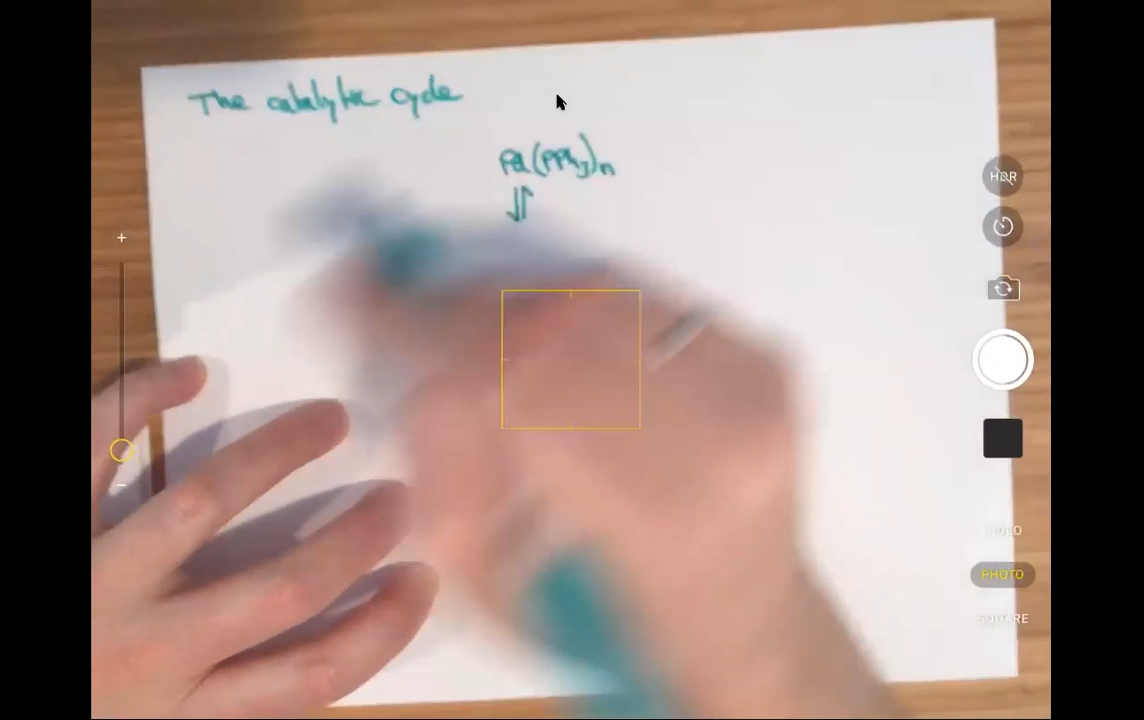 The catalytic cycle
Pd(PPh3)n
HDR
VIDEO
PHOTO
SQUARE